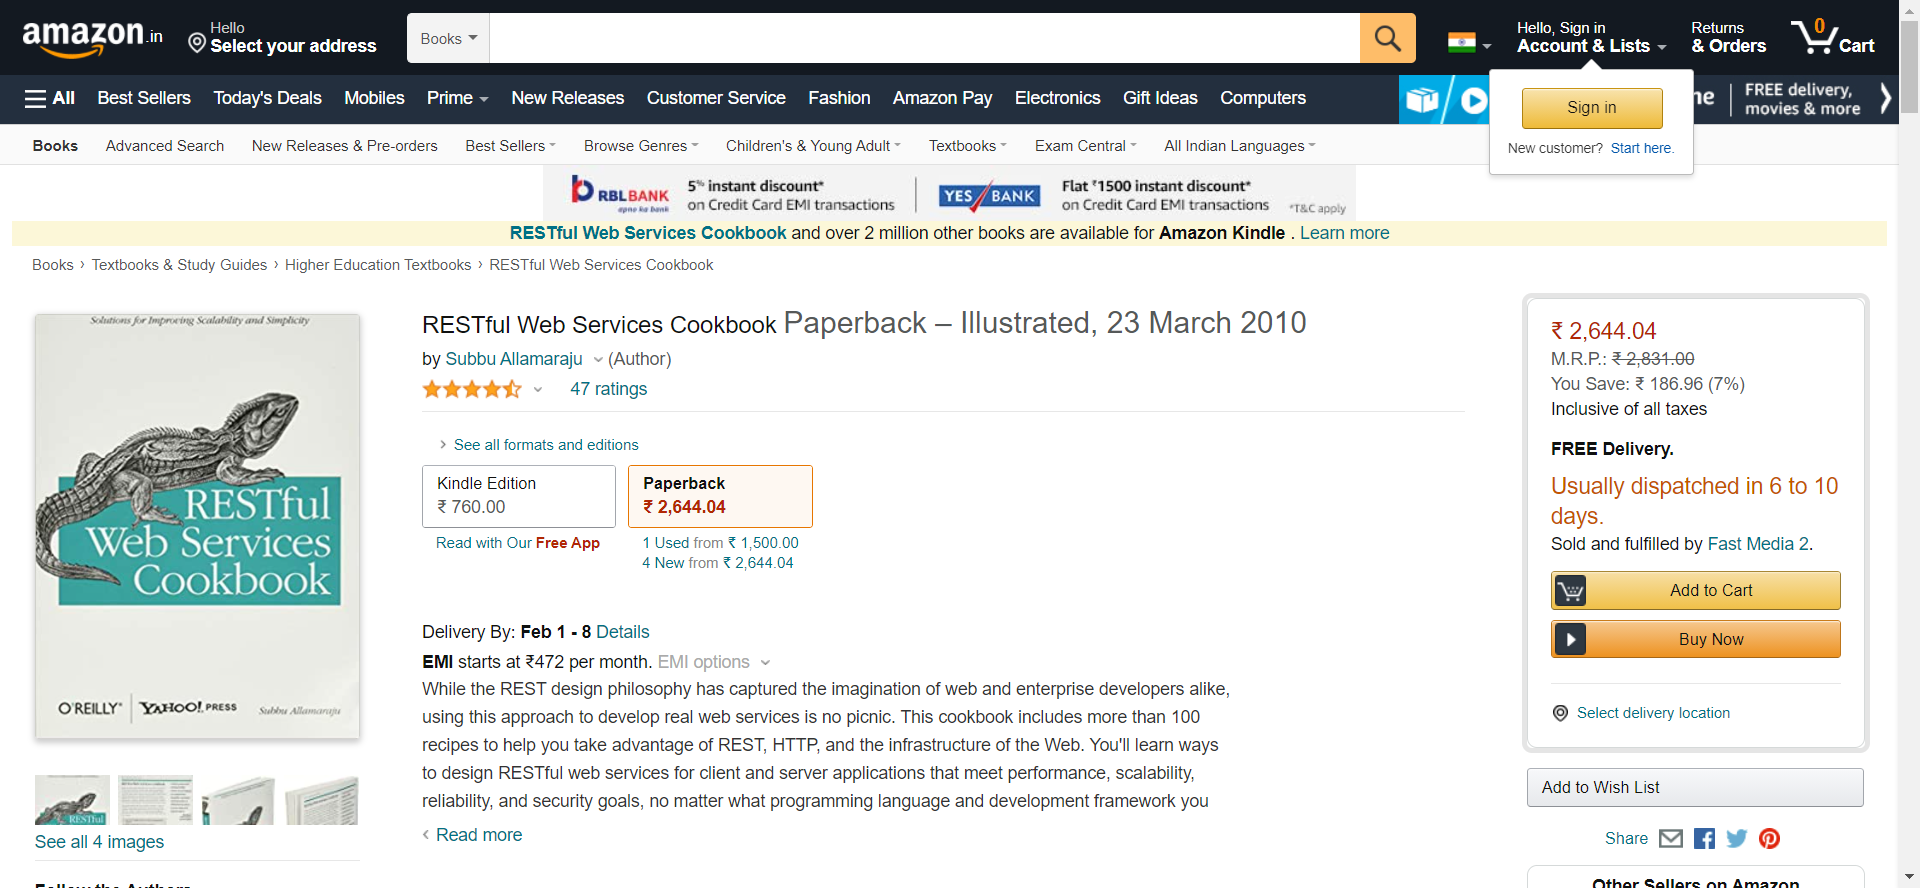 amazon.in
Hello
Select your address
Books
Hello, Sign in
Account & Lists
Returns
& Orders
0
Cart
All
Best Sellers
Today's Deals
Mobiles
Prime
New Releases
Customer Service
Fashion
Amazon Pay
Electronics
Gift Ideas
Computers
FREE delivery,
movies & more
Sign in
New customer? Start here.
Books
Advanced Search
New Releases & Pre-orders
Best Sellers
Browse Genres
Children's & Young Adult
Textbooks
Exam Central
All Indian Languages
RBLBANK
apno ka bank
5% instant discount*
on Credit Card EMI transactions
YES BANK
Flat ₹1500 instant discount*
on Credit Card EMI transactions
*T&C apply
RESTful Web Services Cookbook and over 2 million other books are available for Amazon Kindle . Learn more
Books › Textbooks & Study Guides › Higher Education Textbooks › RESTful Web Services Cookbook
Solutions for Improving Scalability and Simplicity
RESTful
Web Services
Cookbook
O'REILLY® YAHOO! PRESS Subbu Allamaraju
See all 4 images
RESTful Web Services Cookbook Paperback – Illustrated, 23 March 2010
by Subbu Allamaraju (Author)
47 ratings
See all formats and editions
Kindle Edition
₹ 760.00
Read with Our Free App
Paperback
₹ 2,644.04
1 Used from ₹ 1,500.00
4 New from ₹ 2,644.04
Delivery By: Feb 1 - 8 Details
EMI starts at ₹472 per month. EMI options
While the REST design philosophy has captured the imagination of web and enterprise developers alike,
using this approach to develop real web services is no picnic. This cookbook includes more than 100
recipes to help you take advantage of REST, HTTP, and the infrastructure of the Web. You'll learn ways
to design RESTful web services for client and server applications that meet performance, scalability,
reliability, and security goals, no matter what programming language and development framework you
Read more
₹ 2,644.04
M.R.P.: ₹ 2,831.00
You Save: ₹ 186.96 (7%)
Inclusive of all taxes
FREE Delivery.
Usually dispatched in 6 to 10
days.
Sold and fulfilled by Fast Media 2.
Add to Cart
Buy Now
Select delivery location
Add to Wish List
Share
Other Sellers on Amazon
Follow the Authors